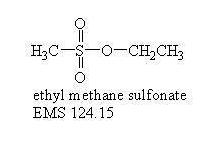 O
H₃C—S—O—CH₂CH₃
O
ethyl methane sulfonate
EMS 124.15